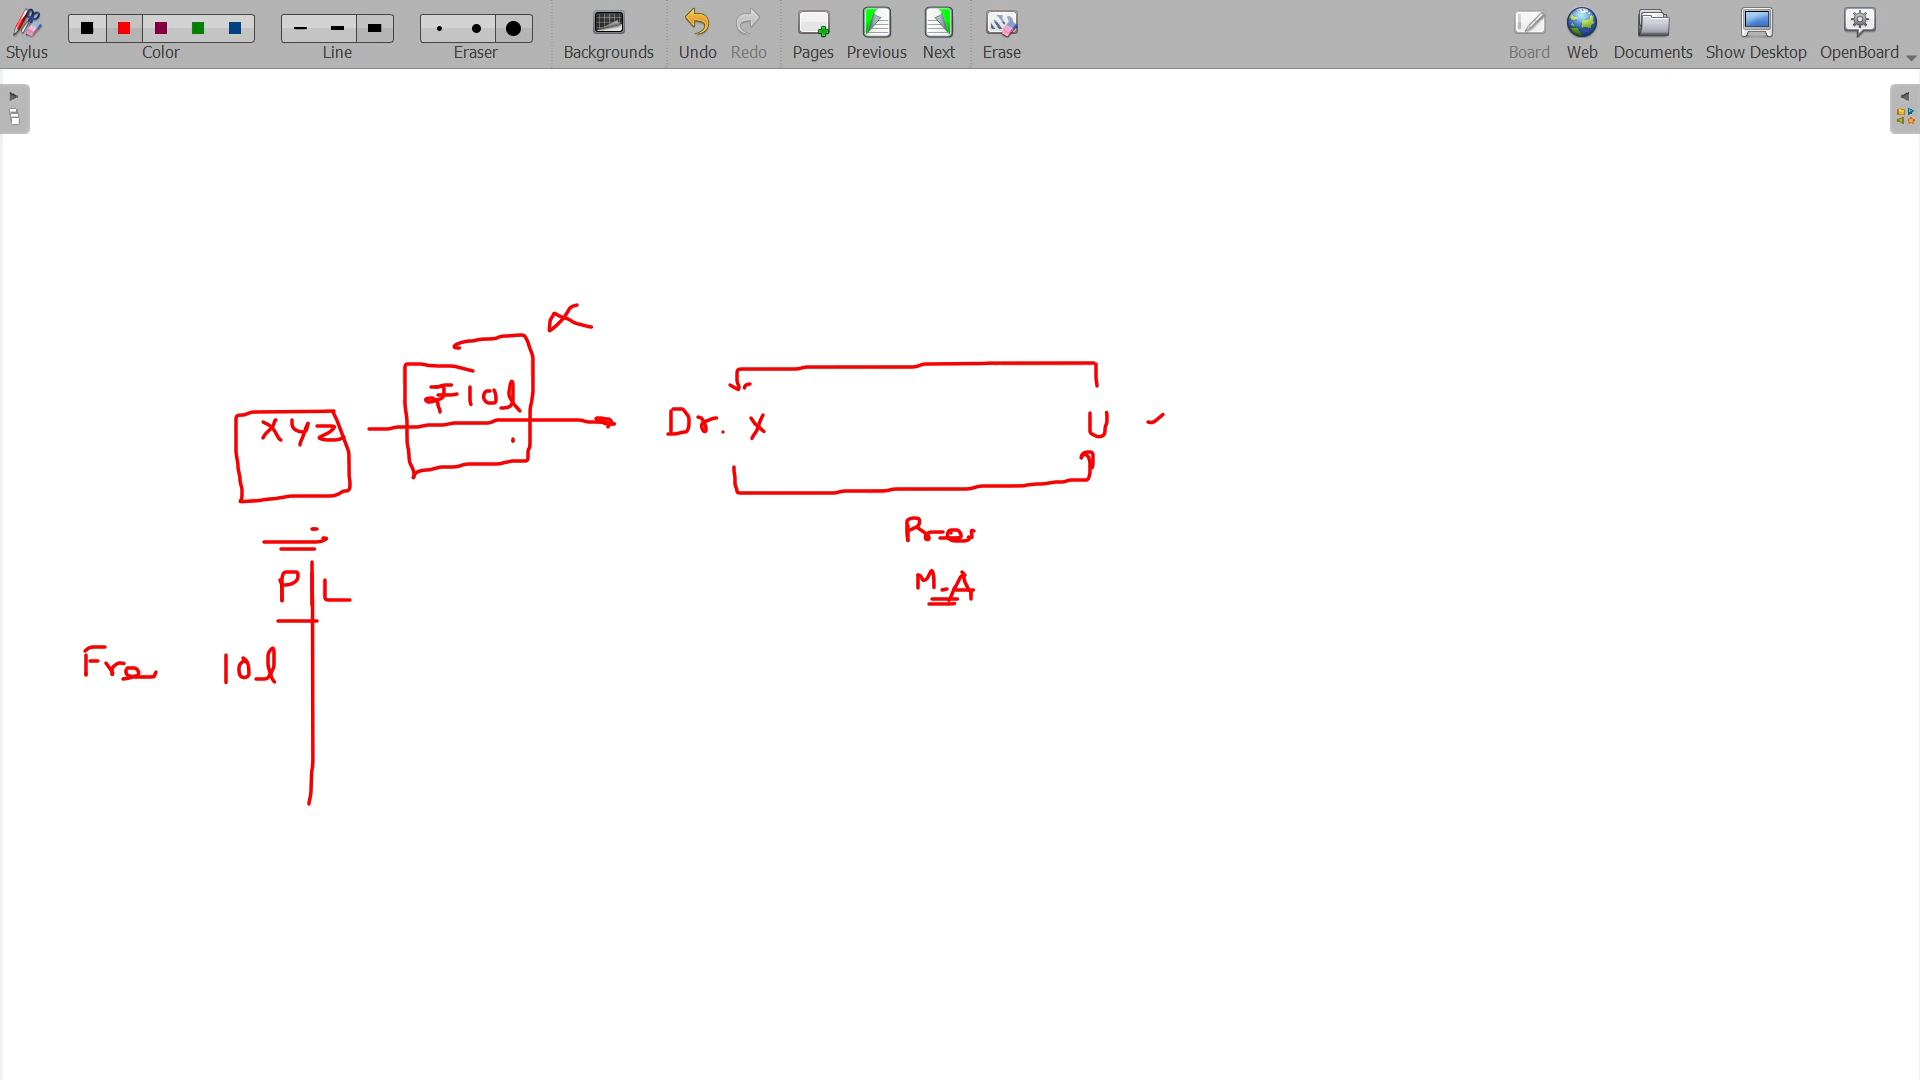 Stylus Color Line Eraser Backgrounds Undo Redo Pages Previous Next Erase Board Web Documents Show Desktop OpenBoard
XYZ
10l
Dr. X
U
M.A
P L
10l